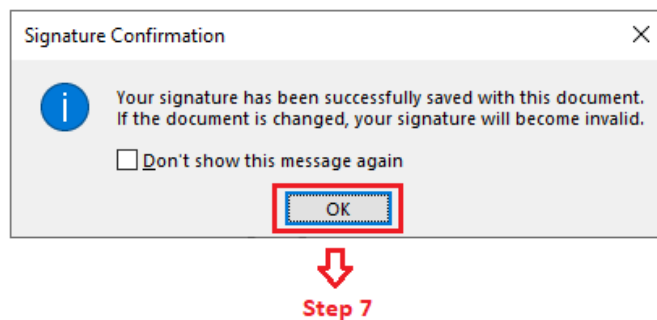 Signature Confirmation
Your signature has been successfully saved with this document.
If the document is changed, your signature will become invalid.
Don't show this message again
OK
Step 7